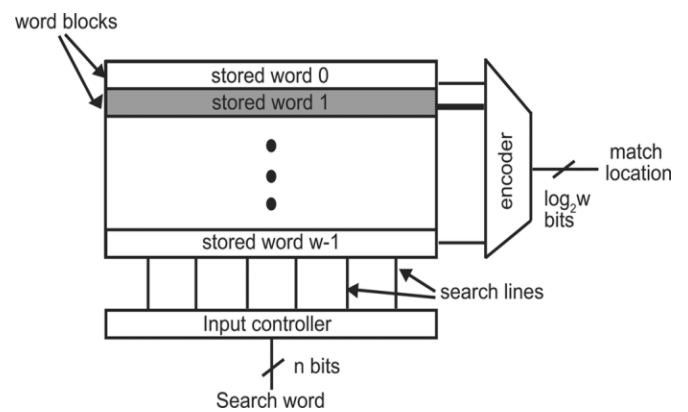 word blocks
stored word 0
stored word 1
encoder
match
location
log₂w
bits
stored word w-1
search lines
Input controller
n bits
Search word